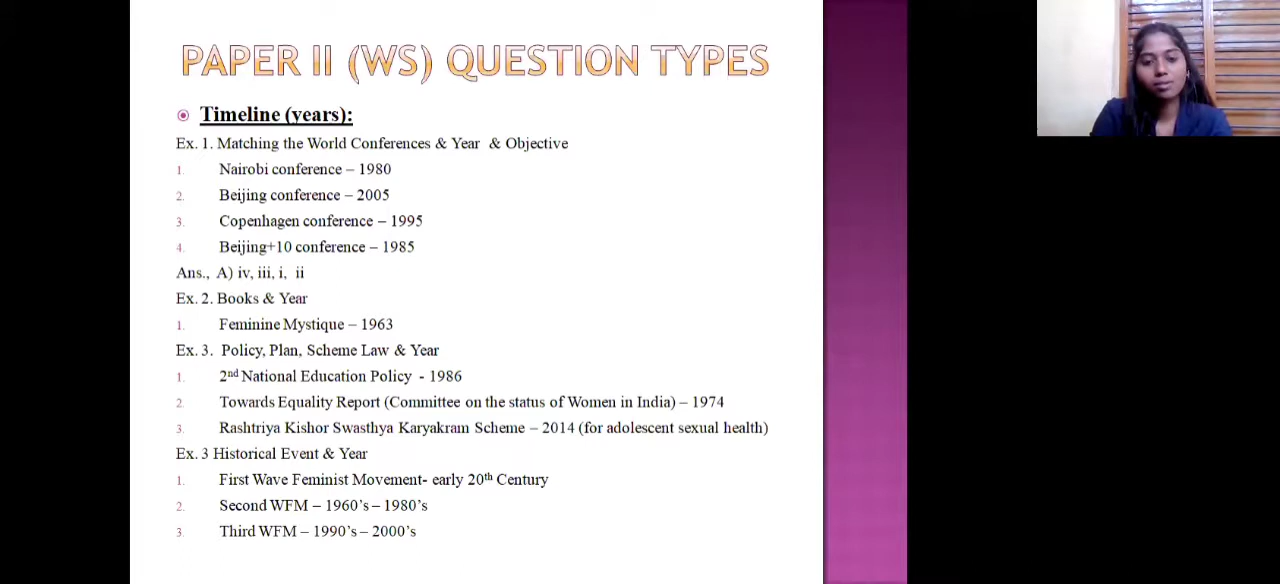 PAPER II (WS) QUESTION TYPES
Timeline (years):
Ex. 1. Matching the World Conferences & Year & Objective
1. Nairobi conference – 1980
2. Beijing conference – 2005
3. Copenhagen conference – 1995
4. Beijing+10 conference – 1985
Ans., A) iv, iii, i, ii
Ex. 2. Books & Year
1. Feminine Mystique – 1963
Ex. 3. Policy, Plan, Scheme Law & Year
1. 2nd National Education Policy - 1986
2. Towards Equality Report (Committee on the status of Women in India) – 1974
3. Rashtriya Kishor Swasthya Karyakram Scheme – 2014 (for adolescent sexual health)
Ex. 3 Historical Event & Year
1. First Wave Feminist Movement- early 20th Century
2. Second WFM – 1960's – 1980's
3. Third WFM – 1990's – 2000's